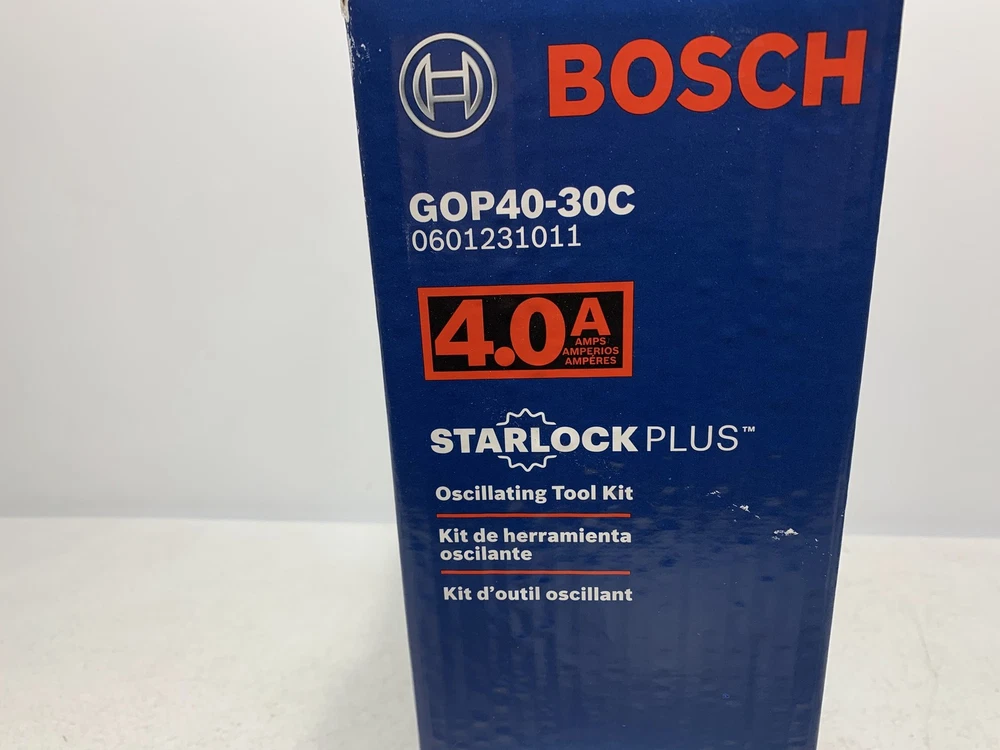 BOSCH
GOP40-30C
0601231011
4.0 A
AMPS
AMPERIOS
AMPÈRES
STARLOCK PLUS™
Oscillating Tool Kit
Kit de herramienta
oscilante
Kit d'outil oscillant